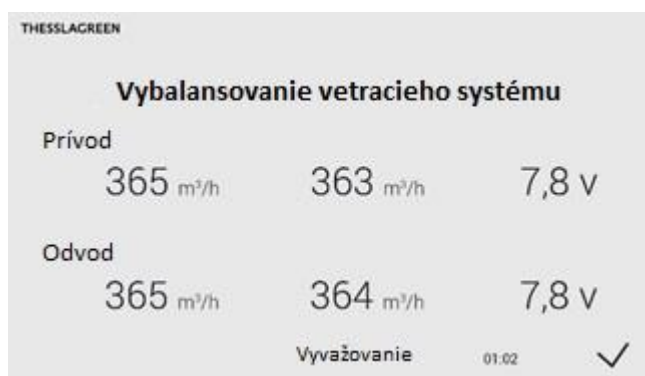 THESSLAGREEN
Vybalansovanie vetracieho systému
Prívod
365 m³/h 363 m³/h 7,8 v
Odvod
365 m³/h 364 m³/h 7,8 v
Vyvažovanie 01:02